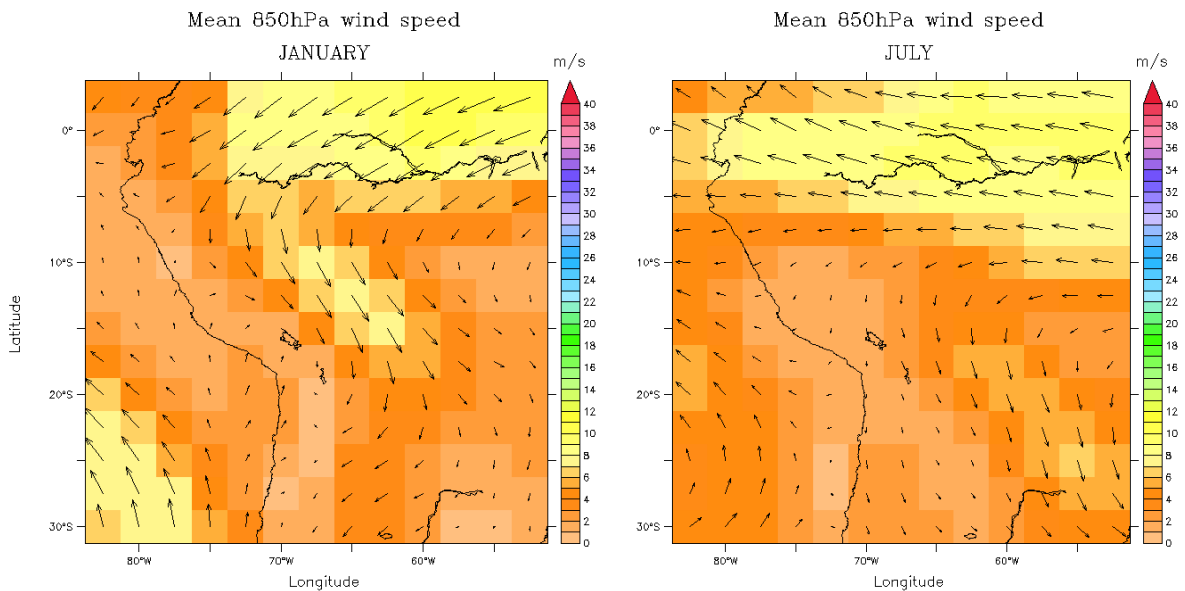 Mean 850hPa wind speed
JANUARY
m/s
40
38
36
34
32
30
28
26
24
22
20
18
16
14
12
10
8
6
4
2
0
0°
10°S
20°S
30°S
Latitude
80°W
70°W
60°W
Longitude
Mean 850hPa wind speed
JULY
m/s
40
38
36
34
32
30
28
26
24
22
20
18
16
14
12
10
8
6
4
2
0
0°
10°S
20°S
30°S
80°W
70°W
60°W
Longitude